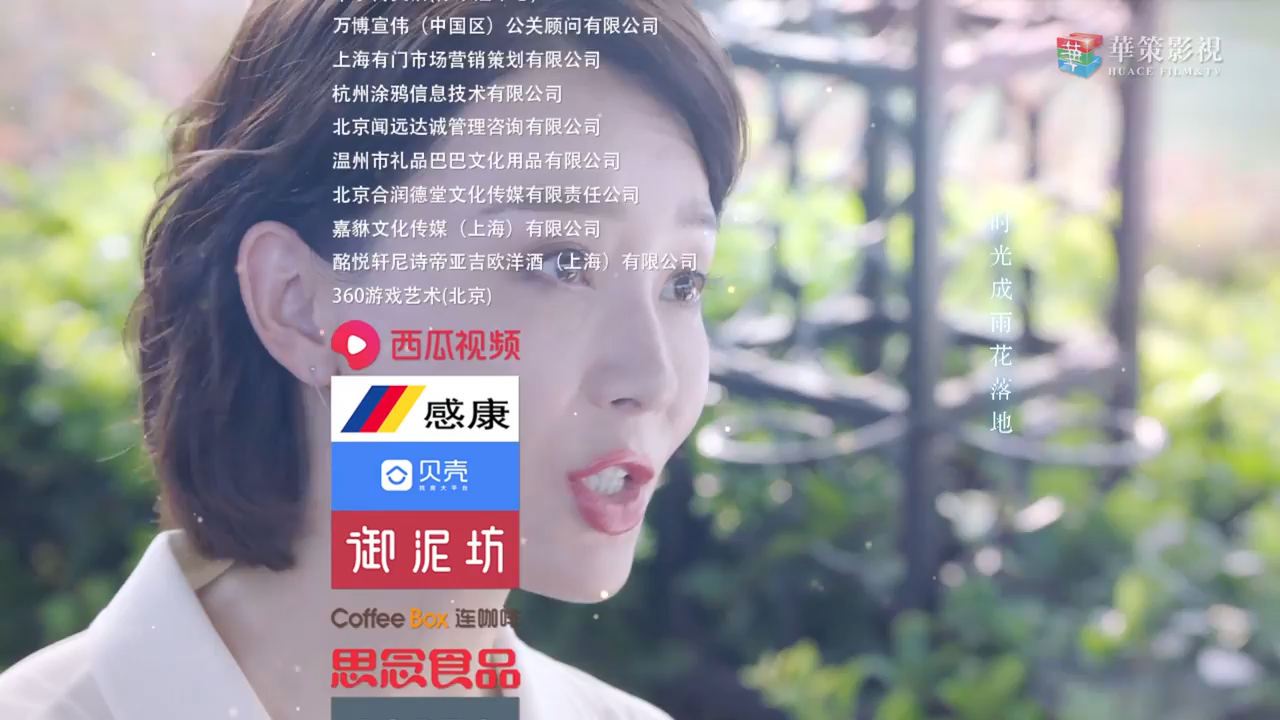 万博宣伟（中国区）公关顾问有限公司
上海有门市场营销策划有限公司
杭州涂鸦信息技术有限公司
北京闻远达诚管理咨询有限公司
温州市礼品巴巴文化用品有限公司
北京合润德堂文化传媒有限责任公司
嘉貅文化传媒（上海）有限公司
酩悦轩尼诗帝亚吉欧洋酒（上海）有限公司
360游戏艺术(北京)
西瓜视频
感康
贝壳
找房大平台
御泥坊
Coffee Box 连咖啡
思念食品
華策影視
HUACE FILM&TV
时光成雨花落地